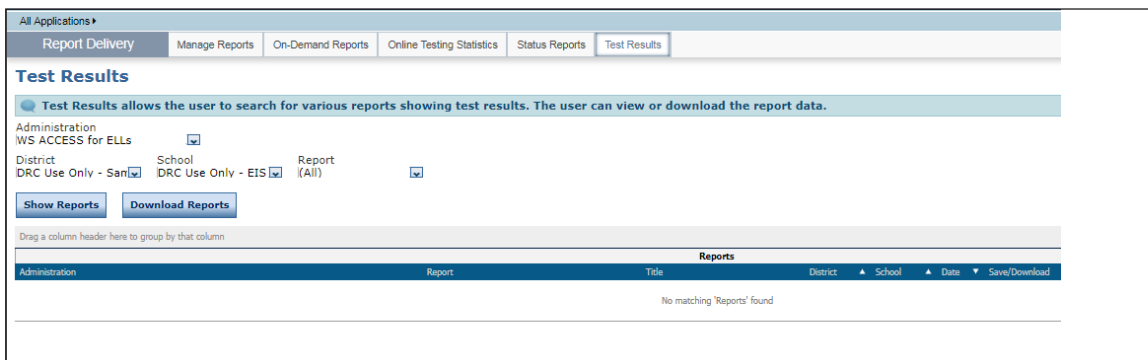 All Applications
Report Delivery Manage Reports On-Demand Reports Online Testing Statistics Status Reports Test Results
Test Results
Test Results allows the user to search for various reports showing test results. The user can view or download the report data.
Administration
WS ACCESS for ELLs
District School Report
DRC Use Only - Sam DRC Use Only - EIS (All)
Show Reports Download Reports
Drag a column header here to group by that column
Reports
Administration Report Title District School Date Save/Download
No matching 'Reports' found